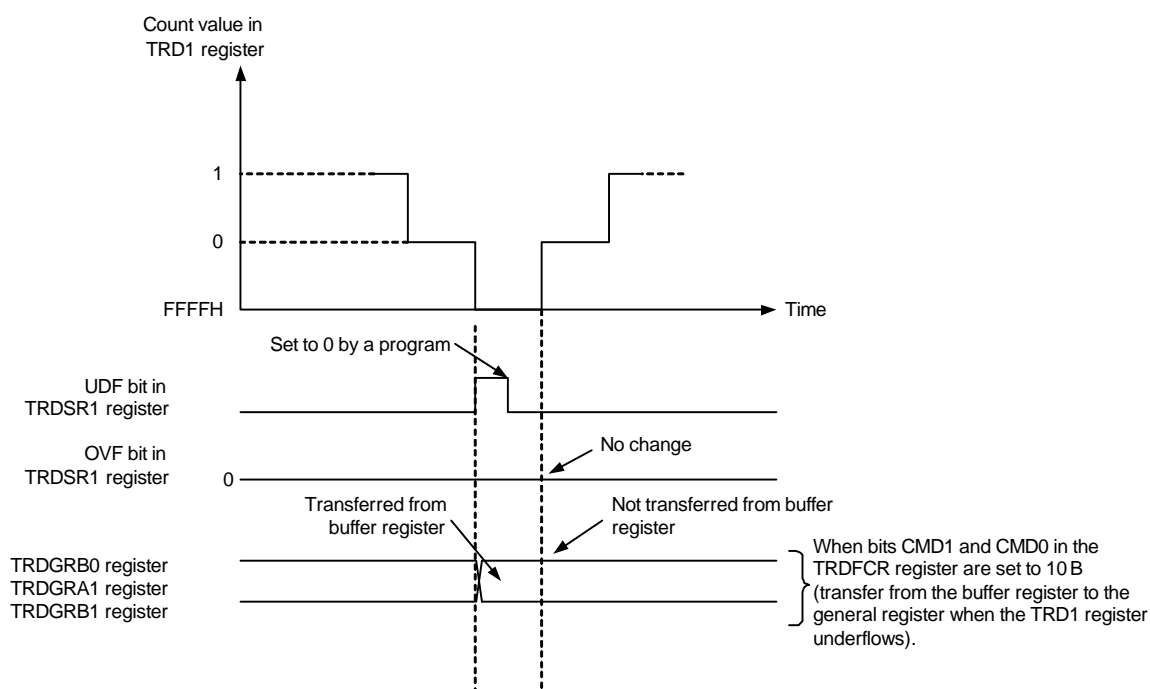 Count value in
TRD1 register
1
0
FFFFH
Time
Set to 0 by a program
UDF bit in
TRDSR1 register
No change
OVF bit in
TRDSR1 register
0
Transferred from
buffer register
Not transferred from buffer
register
TRDGRB0 register
TRDGRA1 register
TRDGRB1 register
When bits CMD1 and CMD0 in the
TRDFCR register are set to 10 B
(transfer from the buffer register to the
general register when the TRD1 register
underflows).